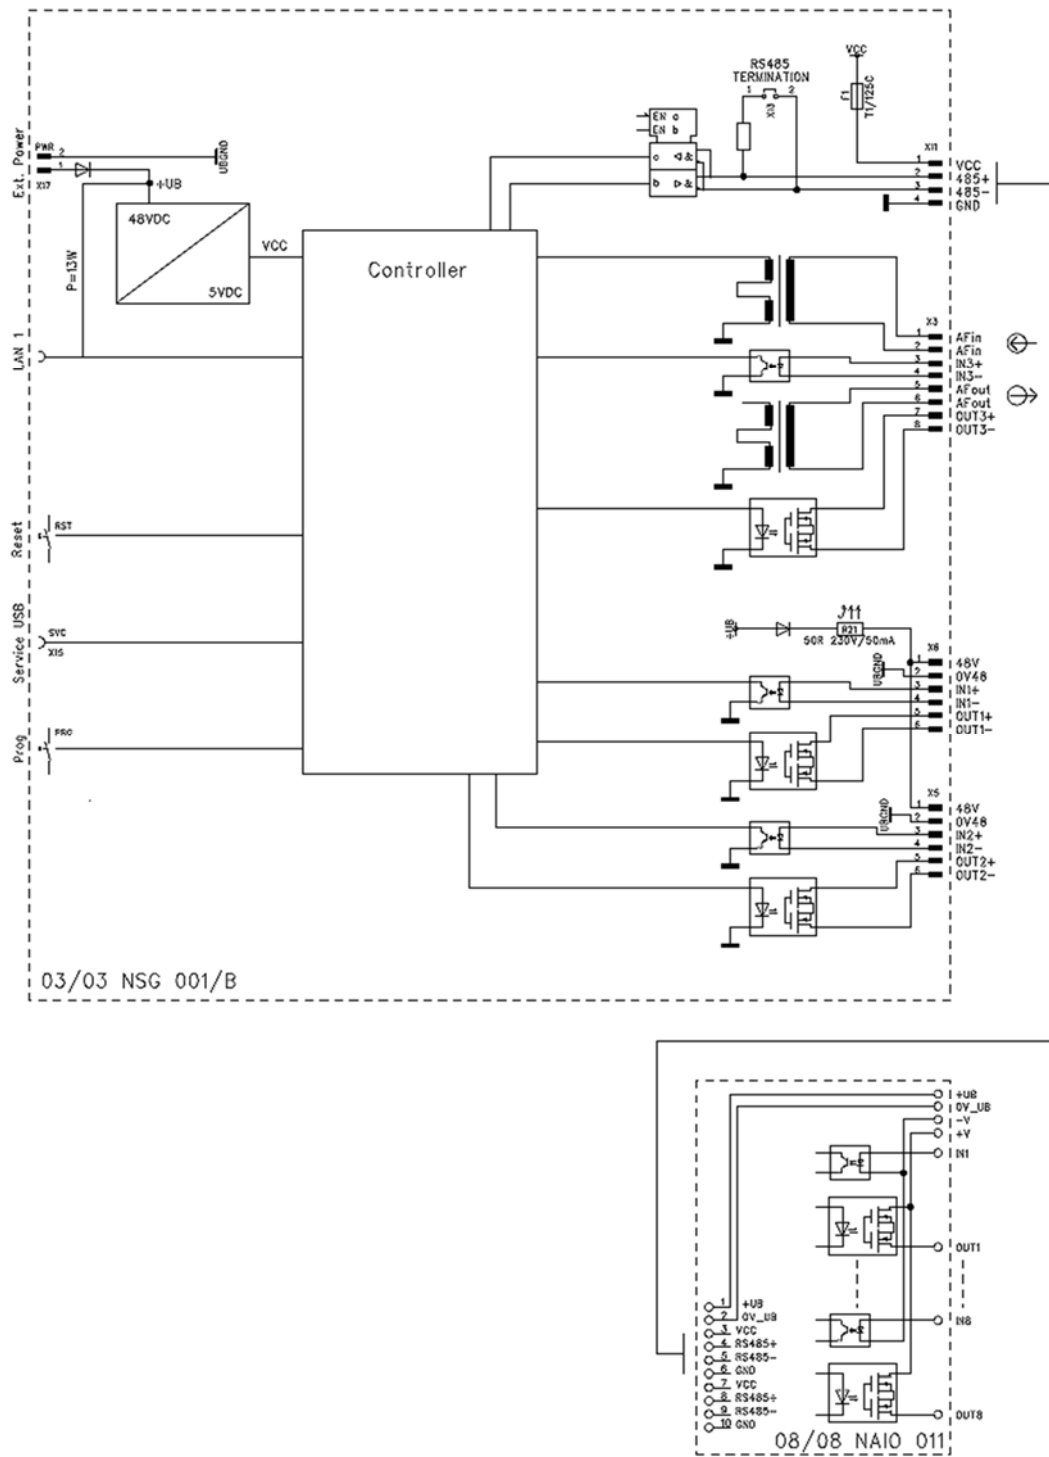 VCC
RS485
TERMINATION
1 2
X13
f1
T1/125C
EN a
EN b
a &
b &
X11
1 VCC
2 485+
3 485-
4 GND
Ext. Power
PWR
2
1
X17
UBGND
+UB
48VDC
5VDC
VCC
P=13W
Controller
LAN 1
X3
1 AFin
2 AFin
3 IN3+
4 IN3-
5 AFout
6 AFout
7 OUT3+
8 OUT3-
Reset
RST
Service USB
SVC
X15
Prog
PRG
+UB
R21
50R 230V/50mA
X6
UBGND
1 48V
2 0V48
3 IN1+
4 IN1-
5 OUT1+
6 OUT1-
X5
UBGND
1 48V
2 0V48
3 IN2+
4 IN2-
5 OUT2+
6 OUT2-
03/03 NSG 001/B
+UB
0V_UB
-V
+V
IN1
OUT1
IN8
OUT8
1 +UB
2 0V_UB
3 VCC
4 RS485+
5 RS485-
6 GND
7 VCC
8 RS485+
9 RS485-
10 GND
08/08 NAIO 011